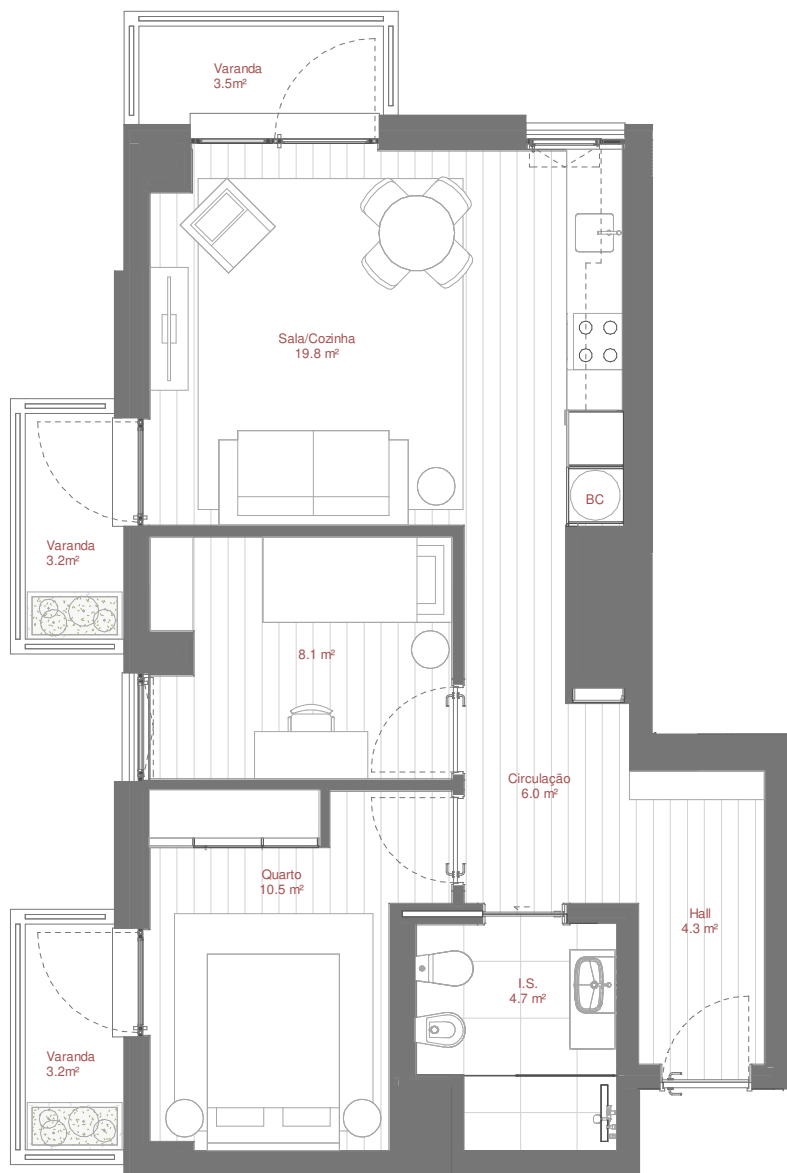 Varanda
3.5m²
Sala/Cozinha
19.8 m²
BC
Varanda
3.2m²
8.1 m²
Circulação
6.0 m²
Quarto
10.5 m²
Hall
4.3 m²
I.S.
4.7 m²
Varanda
3.2m²